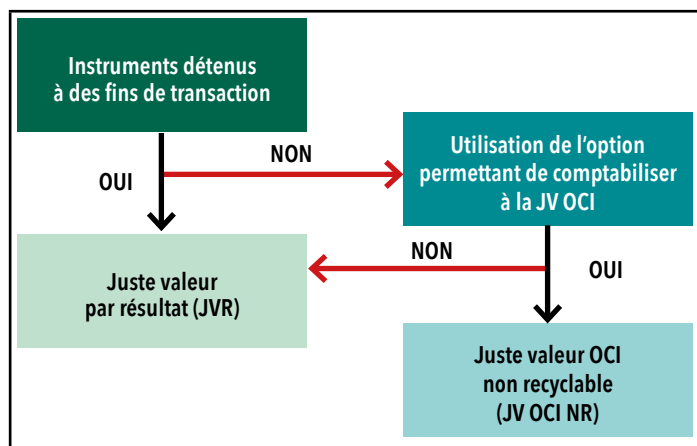 Instruments détenus
à des fins de transaction
NON
OUI
Utilisation de l'option
permettant de comptabiliser
à la JV OCI
NON
OUI
Juste valeur
par résultat (JVR)
Juste valeur OCI
non recyclable
(JV OCI NR)